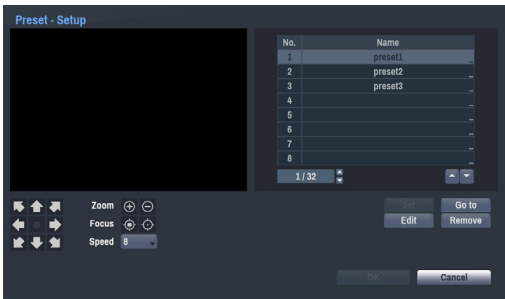 Preset - Setup
No. Name
1 preset1
2 preset2
3 preset3
4
5
6
7
8
1 / 32
Zoom
Focus
Speed 8
Set Go to
Edit Remove
OK Cancel